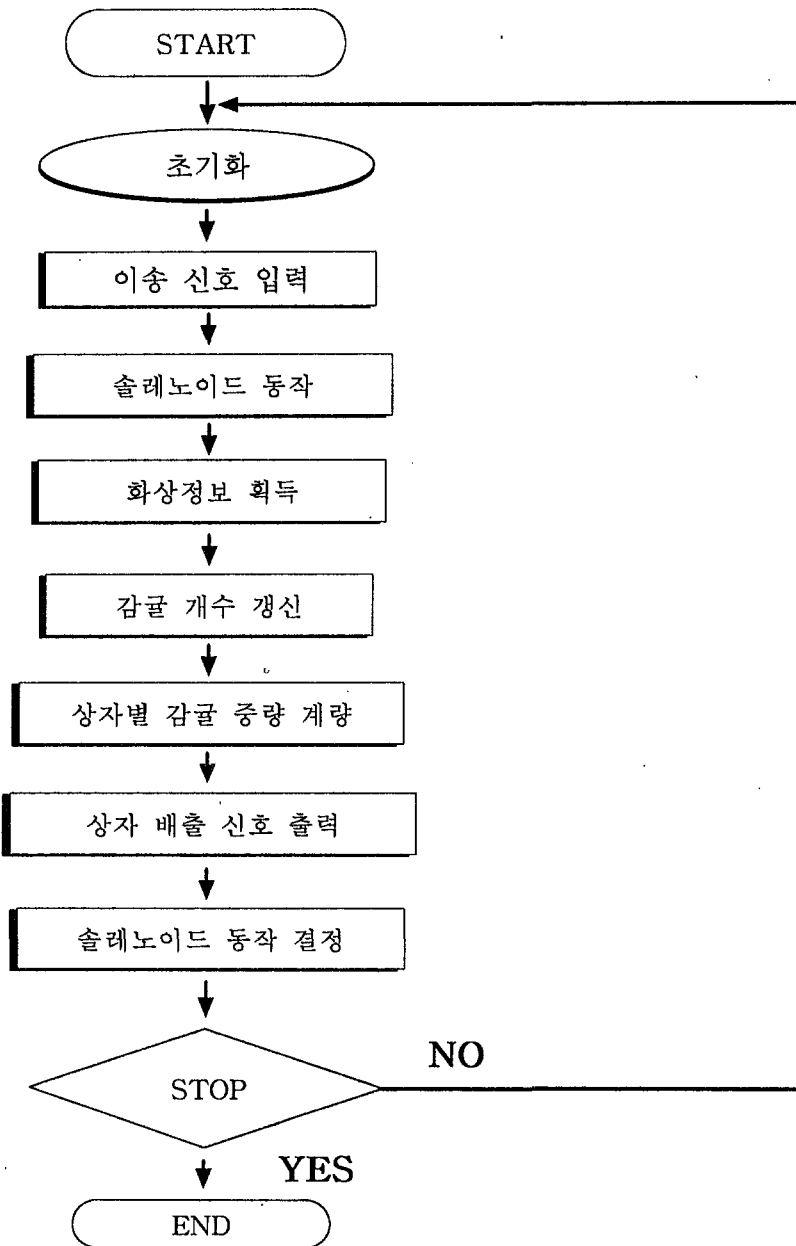 START
초기화
이송 신호 입력
솔레노이드 동작
화상정보 획득
감귤 개수 갱신
상자별 감귤 중량 계량
상자 배출 신호 출력
솔레노이드 동작 결정
STOP
NO
YES
END